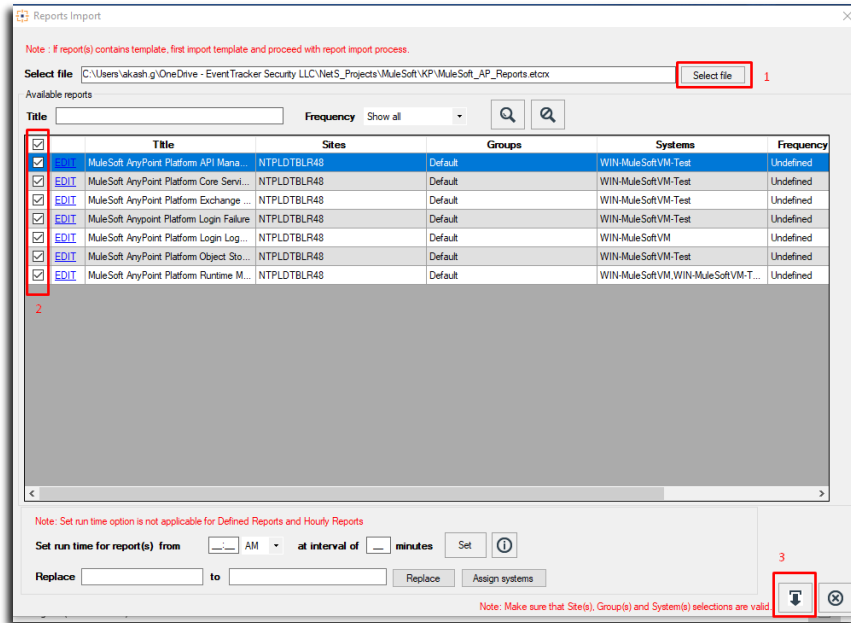 Reports Import
Note : If report(s) contains template, first import template and proceed with report import process.
Select file C:\Users\akash.g\OneDrive - EventTracker Security LLC\NetS_Projects\MuleSoft\KP\MuleSoft_AP_Reports.etcrx Select file 1
Available reports
Title Frequency Show all
Title Sites Groups Systems Frequency
EDIT MuleSoft AnyPoint Platform API Mana... NTPLDTBLR48 Default WIN-MuleSoftVM-Test Undefined
EDIT MuleSoft AnyPoint Platform Core Servi... NTPLDTBLR48 Default WIN-MuleSoftVM-Test Undefined
EDIT MuleSoft AnyPoint Platform Exchange ... NTPLDTBLR48 Default WIN-MuleSoftVM-Test Undefined
EDIT MuleSoft Anypoint Platform Login Failure NTPLDTBLR48 Default WIN-MuleSoftVM-Test Undefined
EDIT MuleSoft AnyPoint Platform Login Log... NTPLDTBLR48 Default WIN-MuleSoftVM Undefined
EDIT MuleSoft AnyPoint Platform Object Sto... NTPLDTBLR48 Default WIN-MuleSoftVM-Test Undefined
EDIT MuleSoft AnyPoint Platform Runtime M... NTPLDTBLR48 Default WIN-MuleSoftVM,WIN-MuleSoftVM-T... Undefined
2
Note: Set run time option is not applicable for Defined Reports and Hourly Reports
Set run time for report(s) from __:__ AM at interval of __ minutes Set
3
Replace to Replace Assign systems
Note: Make sure that Site(s), Group(s) and System(s) selections are valid.